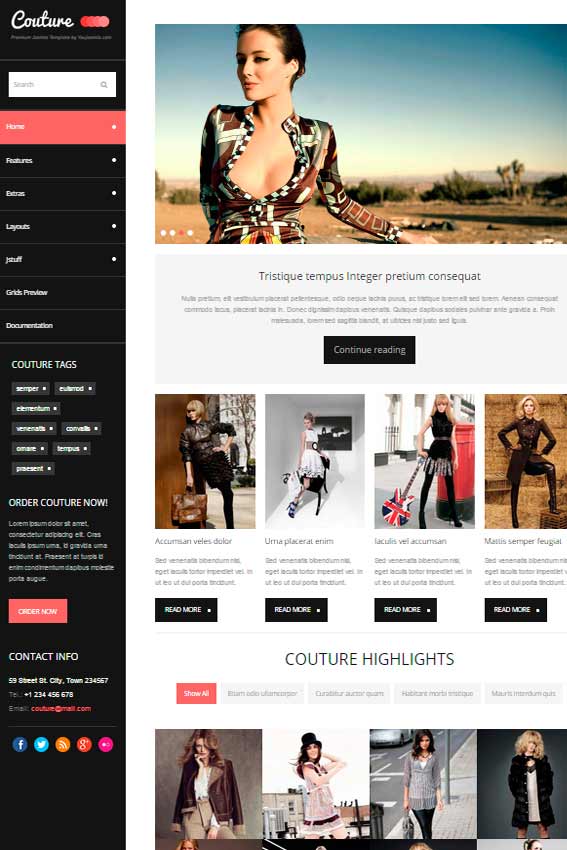 Couture
Premium Joomla Template by Youjoomla.com
Search
Home
Features
Extras
Layouts
Jstuff
Grids Preview
Documentation
COUTURE TAGS
semper
euismod
elementum
venenatis
convallis
ornare
tempus
praesent
ORDER COUTURE NOW!
Lorem ipsum dolor sit amet,
consectetur adipiscing elit. Cras
iaculis ipsum urna, id gravida urna
tincidunt at. Praesent at turpis id
enim condimentum dapibus molestie
porta augue.
ORDER NOW
CONTACT INFO
59 Street St. City, Town 234567
Tel.: +1 234 456 678
Email: couture@mail.com
Tristique tempus Integer pretium consequat
Nulla pretium, elit vestibulum placerat pellentesque, odio neque lacinia purus, ac tristique lorem elit sed lorem. Aenean consequat
commodo lacus, placerat lacinia in. Donec dignissim dapibus venenatis. Quisque dapibus sodales pulvinar ante gravida a. Proin
malesuada, lorem sed sagittis blandit, at ultricies nisl justo sed ligula.
Continue reading
Accumsan veles dolor
Sed venenatis bibendum nisi,
eget iaculis tortor imperdiet vel. In
ut leo ut dui porta tincidunt.
READ MORE
Urna placerat enim
Sed venenatis bibendum nisi,
eget iaculis tortor imperdiet vel. In
ut leo ut dui porta tincidunt.
READ MORE
Iaculis vel accumsan
Sed venenatis bibendum nisi,
eget iaculis tortor imperdiet vel. In
ut leo ut dui porta tincidunt.
READ MORE
Mattis semper feugiat
Sed venenatis bibendum nisi,
eget iaculis tortor imperdiet
ut leo ut dui porta tincidunt.
READ MORE
COUTURE HIGHLIGHTS
Show All
Etiam odio ullamcorper
Curabitur auctor quam
Habitant morbi tristique
Mauris interdum quis